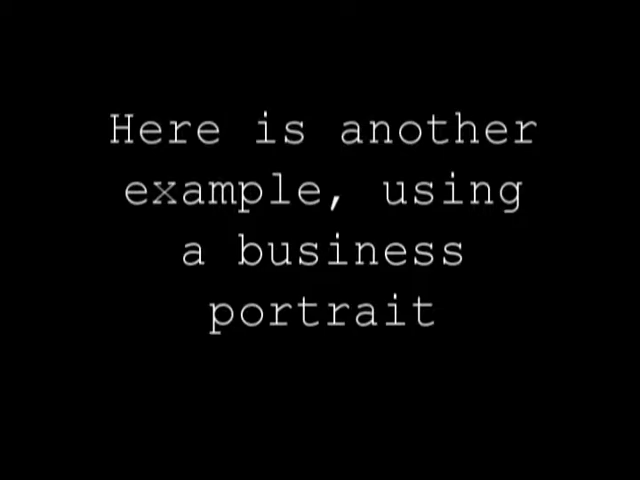 Here is another
example, using
a business
portrait